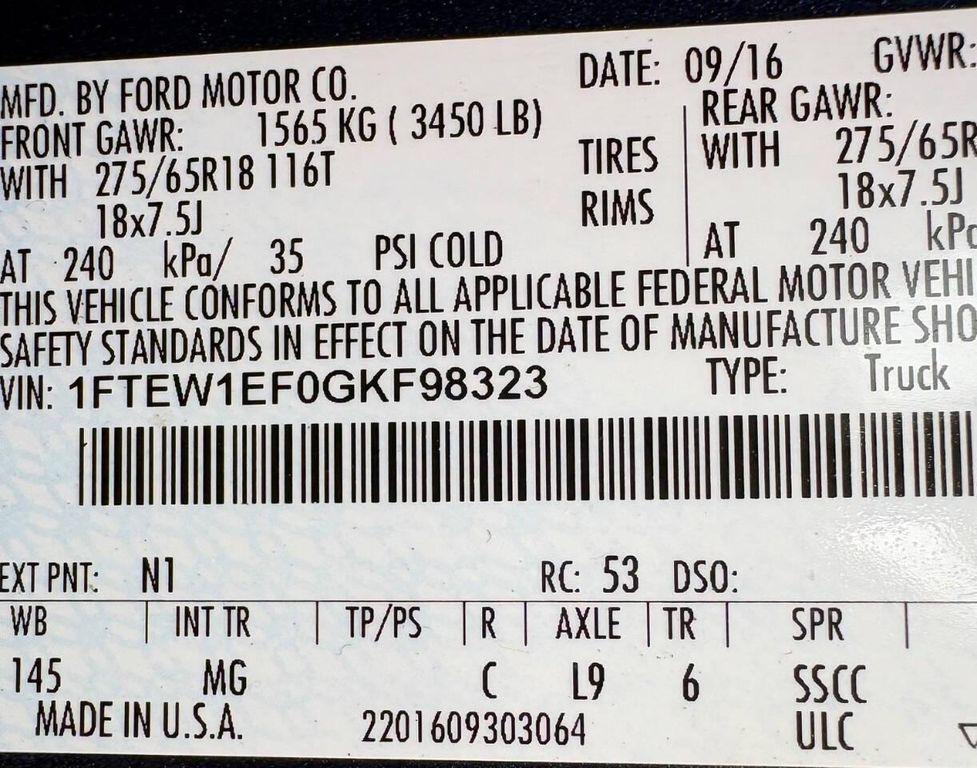 MFD. BY FORD MOTOR CO. DATE: 09/16 GVWR:
FRONT GAWR: 1565 KG ( 3450 LB) REAR GAWR:
WITH 275/65R18 116T TIRES WITH 275/65R
18x7.5J RIMS 18x7.5J
AT 240 kPa/ 35 PSI COLD AT 240 kPa
THIS VEHICLE CONFORMS TO ALL APPLICABLE FEDERAL MOTOR VEHI
SAFETY STANDARDS IN EFFECT ON THE DATE OF MANUFACTURE SHO
VIN: 1FTEW1EF0GKF98323 TYPE: Truck
EXT PNT: N1 RC: 53 DSO:
WB INT TR TP/PS R AXLE TR SPR
145 MG C L9 6 SSCC
MADE IN U.S.A. 2201609303064 ULC